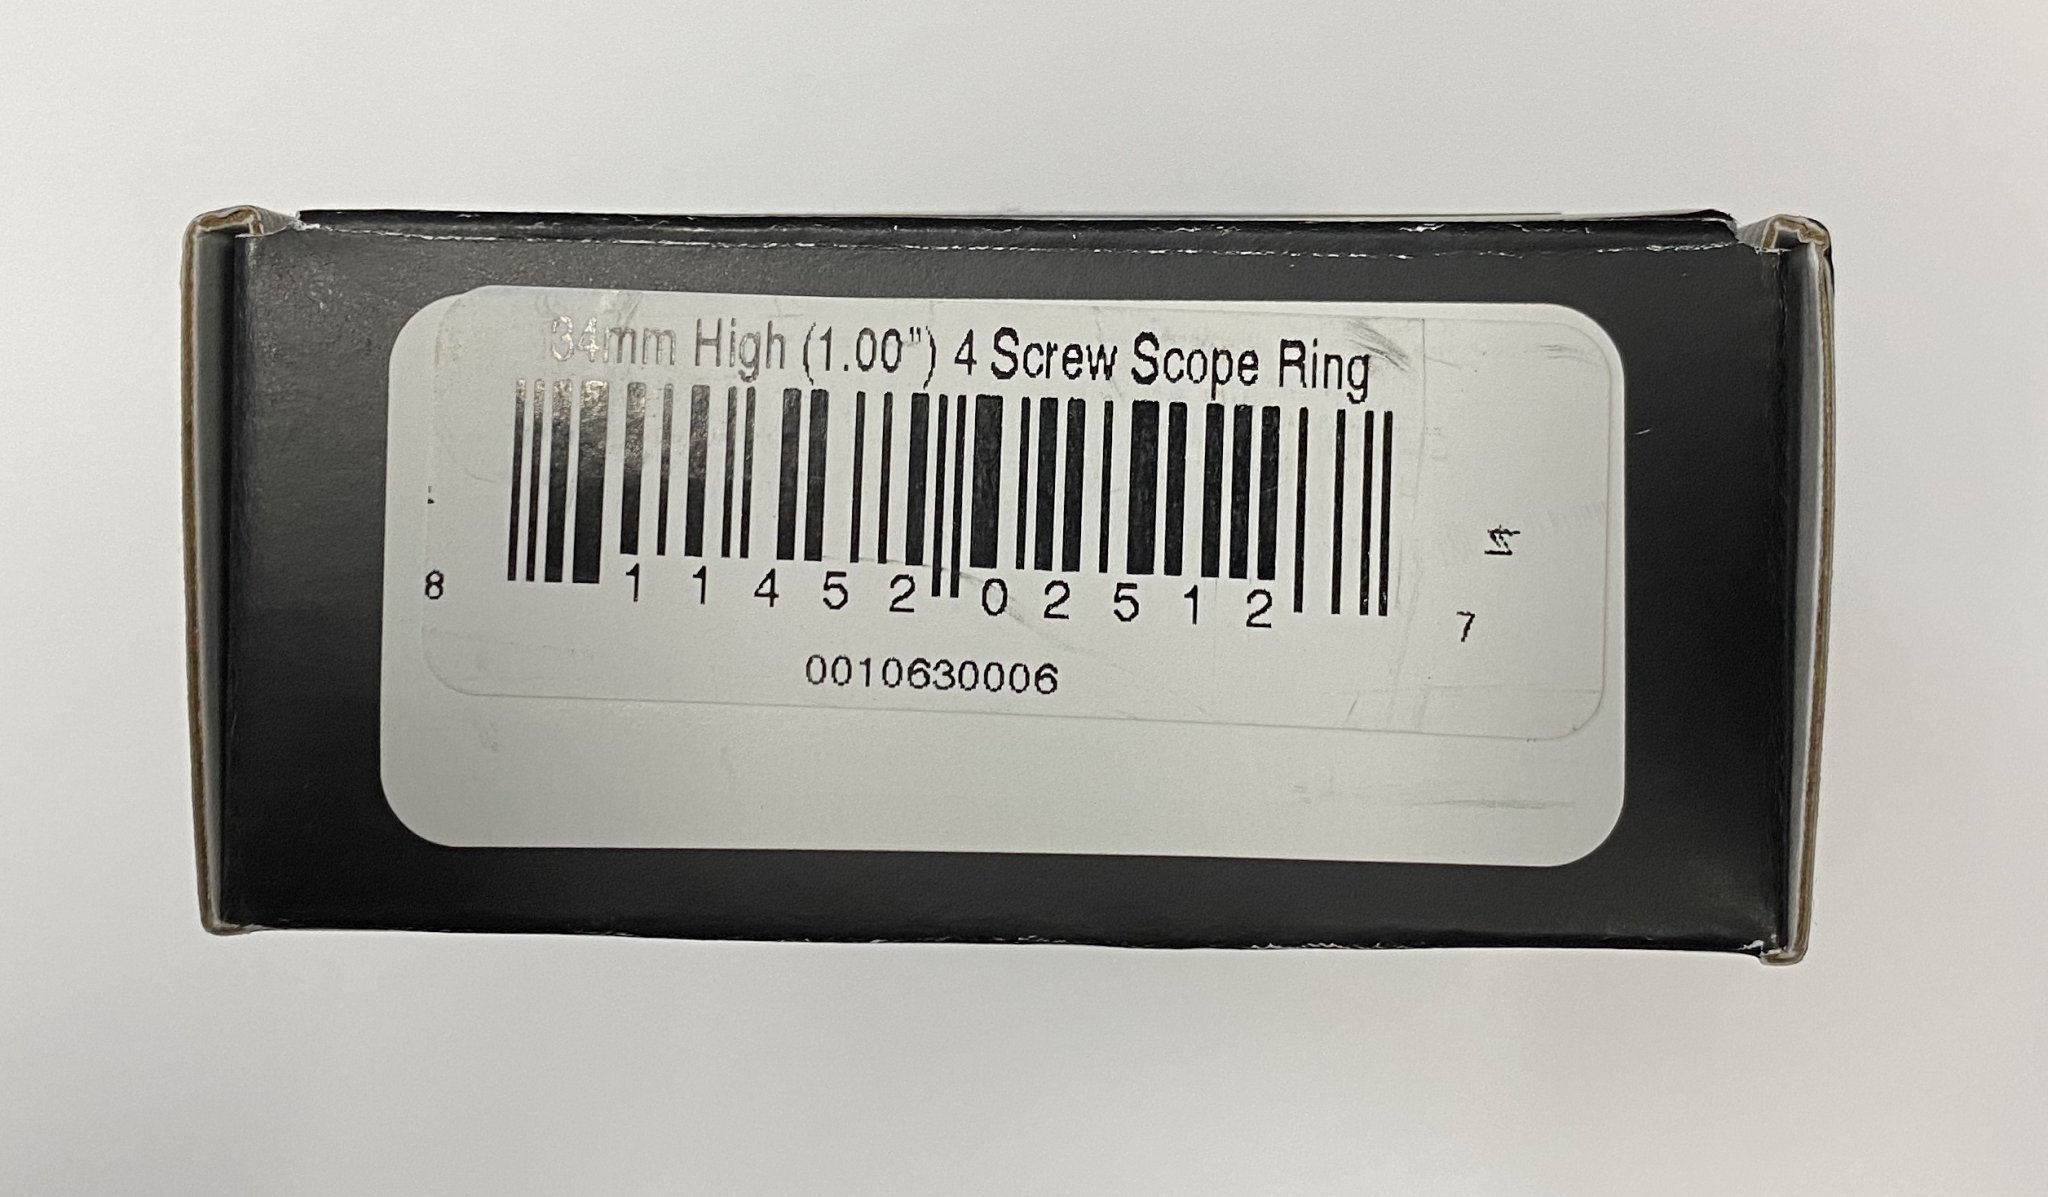 34mm High (1.00") 4 Screw Scope Ring
8 11452 02512 7
0010630006